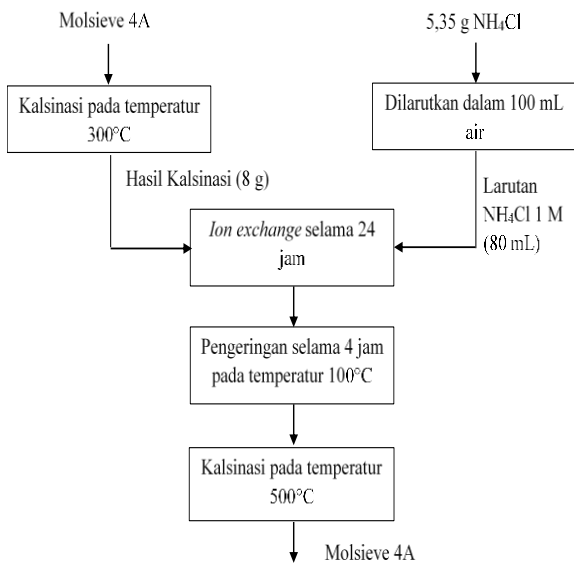 Molsieve 4A
5,35 g NH₄Cl
Kalsinasi pada temperatur
300°C
Dilarutkan dalam 100 mL
air
Hasil Kalsinasi (8 g)
Larutan
NH₄Cl 1 M
(80 mL)
Ion exchange selama 24
jam
Pengeringan selama 4 jam
pada temperatur 100°C
Kalsinasi pada temperatur
500°C
Molsieve 4A